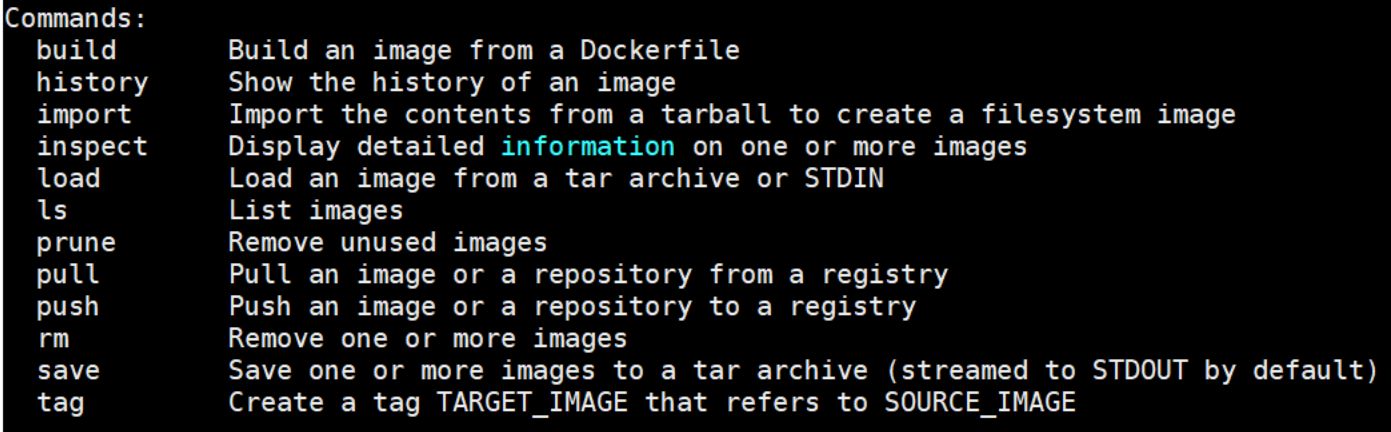 Commands:
  build       Build an image from a Dockerfile
  history     Show the history of an image
  import      Import the contents from a tarball to create a filesystem image
  inspect     Display detailed information on one or more images
  load        Load an image from a tar archive or STDIN
  ls          List images
  prune       Remove unused images
  pull        Pull an image or a repository from a registry
  push        Push an image or a repository to a registry
  rm          Remove one or more images
  save        Save one or more images to a tar archive (streamed to STDOUT by default)
  tag         Create a tag TARGET_IMAGE that refers to SOURCE_IMAGE